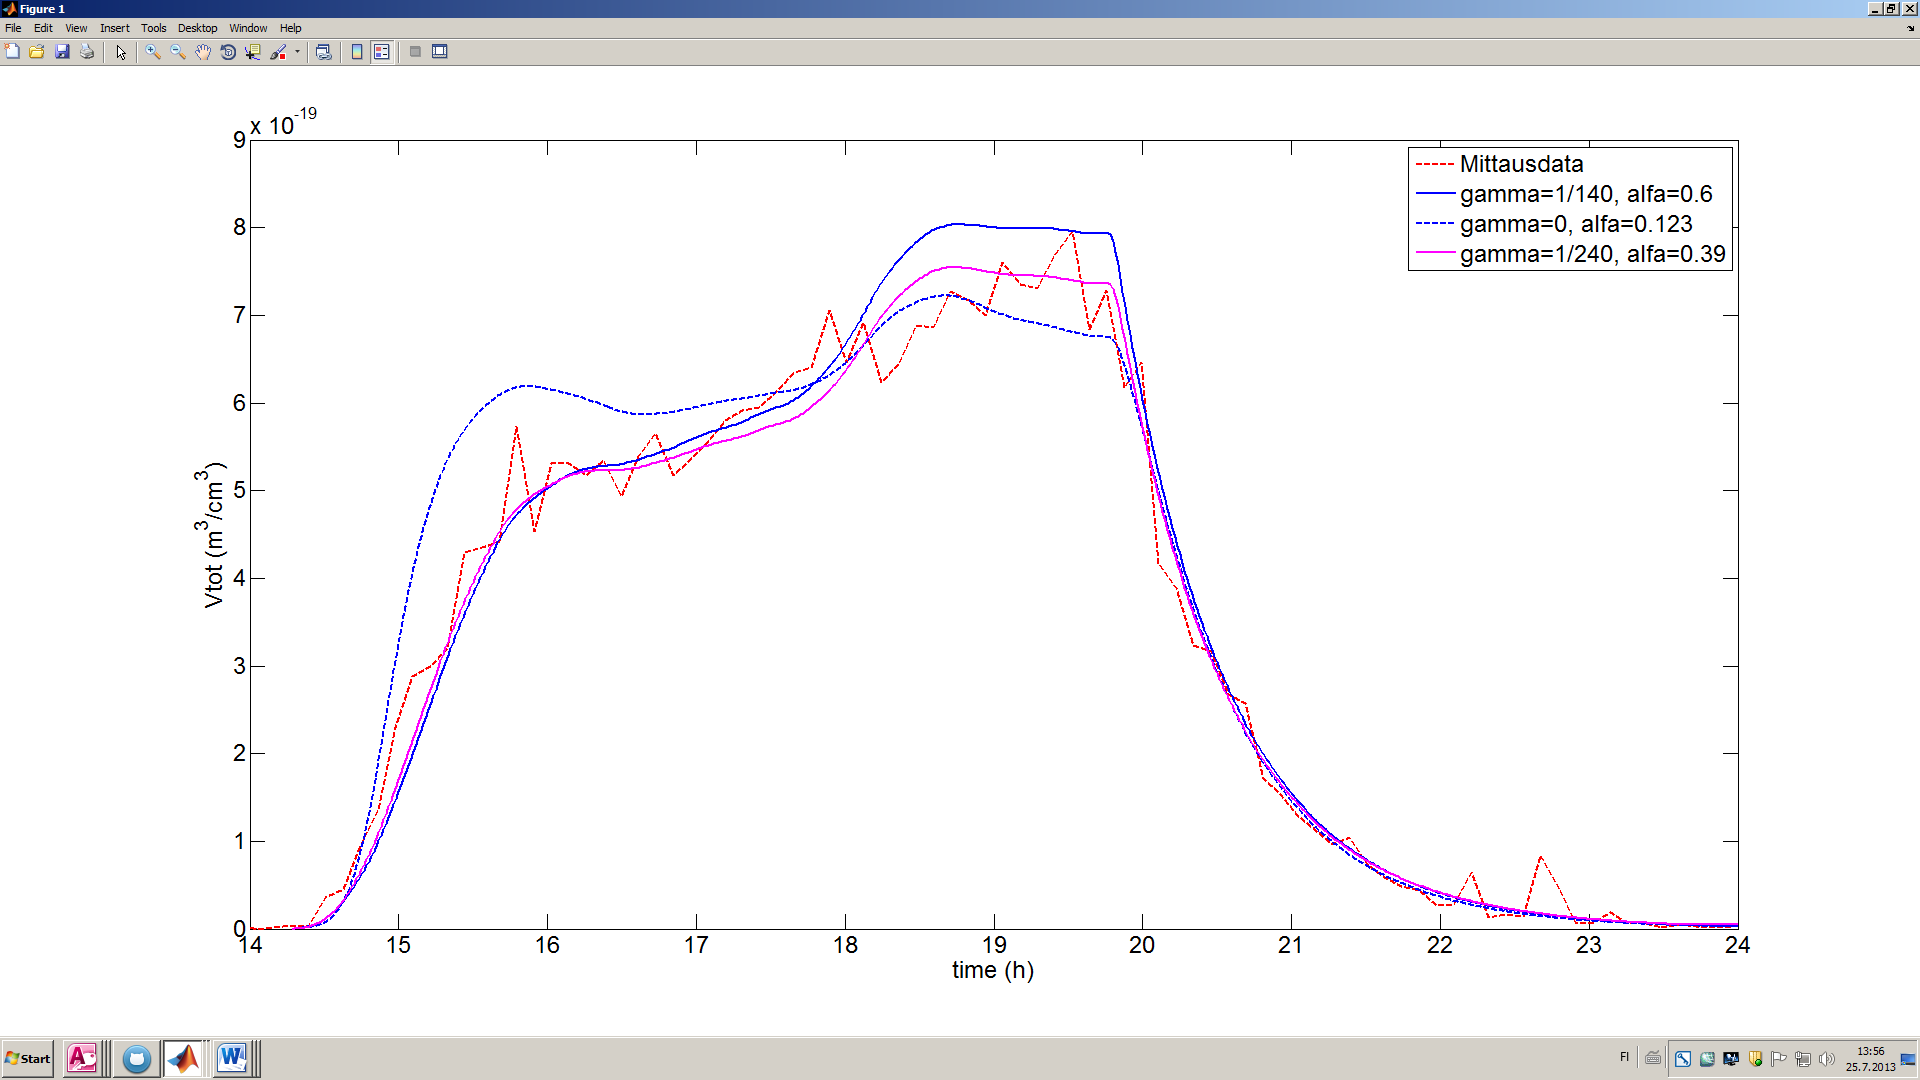 Figure 1
File Edit View Insert Tools Desktop Window Help
x 10^-19
9
8
7
6
5
4
3
2
1
0
Vtot (m^3/cm^3)
14 15 16 17 18 19 20 21 22 23 24
time (h)
Mittausdata
gamma=1/140, alfa=0.6
gamma=0, alfa=0.123
gamma=1/240, alfa=0.39
Start
FI
13:56
25.7.2013